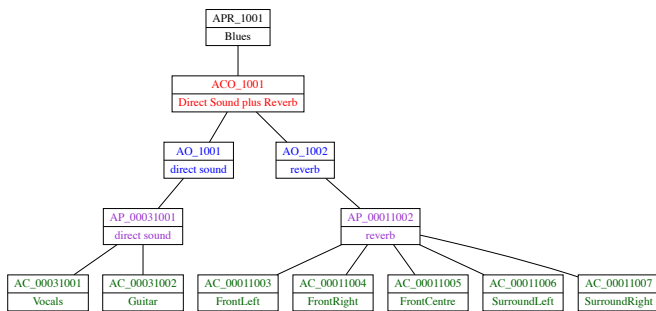 APR_1001
Blues
ACO_1001
Direct Sound plus Reverb
AO_1001
direct sound
AO_1002
reverb
AP_00031001
direct sound
AP_00011002
reverb
AC_00031001
Vocals
AC_00031002
Guitar
AC_00011003
FrontLeft
AC_00011004
FrontRight
AC_00011005
FrontCentre
AC_00011006
SurroundLeft
AC_00011007
SurroundRight